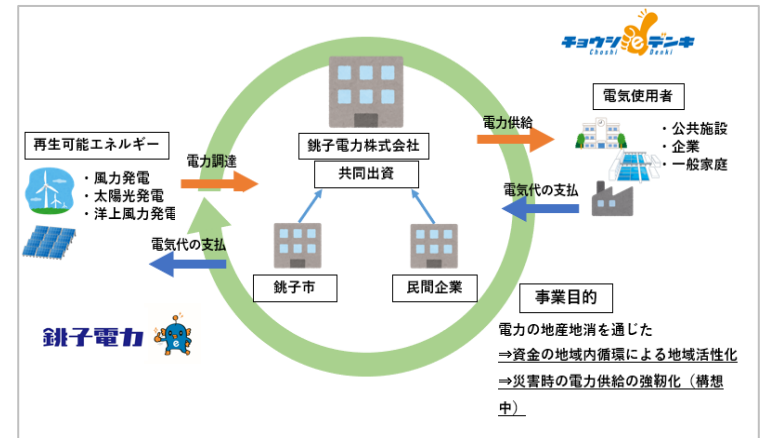 チョウシeデンキ
Choshi Denki
再生可能エネルギー
・風力発電
・太陽光発電
・洋上風力発電
電力調達
電気代の支払
銚子電力株式会社
共同出資
銚子市
民間企業
電力供給
電気代の支払
電気使用者
・公共施設
・企業
・一般家庭
銚子電力
e
事業目的
電力の地産地消を通じた
⇒資金の地域内循環による地域活性化
⇒災害時の電力供給の強靭化（構想
中）